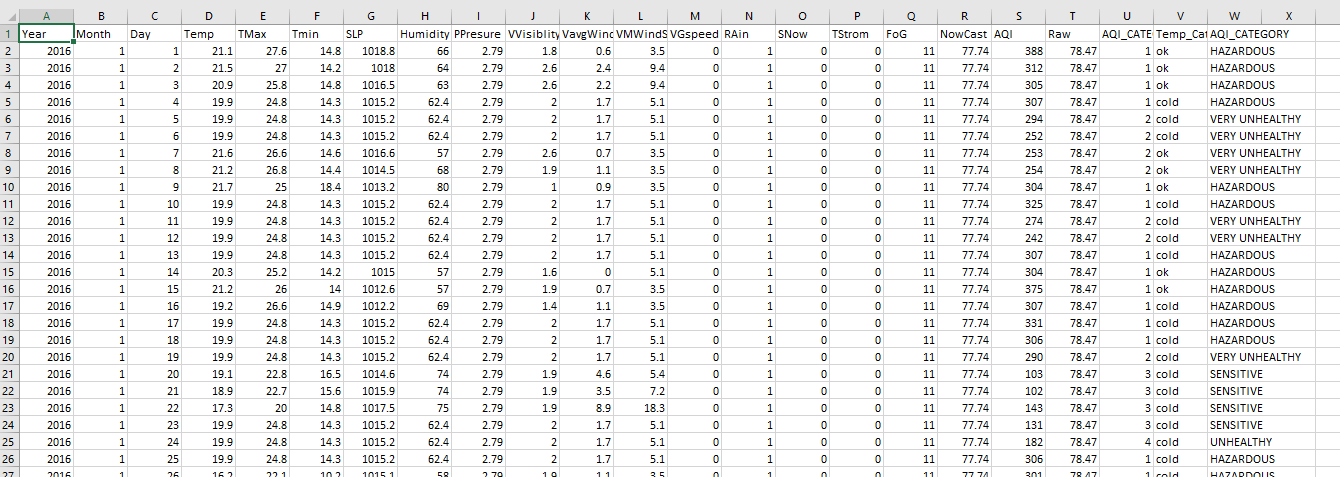 A B C D E F G H I J K L M N O P Q R S T U V W X
1 Year Month Day Temp TMax Tmin SLP Humidity PPresure VVisiblity VavgWind VMWindS VGspeed RAin SNow TStrom FoG NowCast AQI Raw AQI_CATE Temp_Cat AQI_CATEGORY
2 2016 1 1 21.1 27.6 14.8 1018.8 66 2.79 1.8 0.6 3.5 0 1 0 0 11 77.74 388 78.47 1 ok HAZARDOUS
3 2016 1 2 21.5 27 14.2 1018 64 2.79 2.6 2.4 9.4 0 1 0 0 11 77.74 312 78.47 1 ok HAZARDOUS
4 2016 1 3 20.9 25.8 14.8 1016.5 63 2.79 2.6 2.2 9.4 0 1 0 0 11 77.74 305 78.47 1 ok HAZARDOUS
5 2016 1 4 19.9 24.8 14.3 1015.2 62.4 2.79 2 1.7 5.1 0 1 0 0 11 77.74 307 78.47 1 cold HAZARDOUS
6 2016 1 5 19.9 24.8 14.3 1015.2 62.4 2.79 2 1.7 5.1 0 1 0 0 11 77.74 294 78.47 2 cold VERY UNHEALTHY
7 2016 1 6 19.9 24.8 14.3 1015.2 62.4 2.79 2 1.7 5.1 0 1 0 0 11 77.74 252 78.47 2 cold VERY UNHEALTHY
8 2016 1 7 21.6 26.6 14.6 1016.6 57 2.79 2.6 0.7 3.5 0 1 0 0 11 77.74 253 78.47 2 ok VERY UNHEALTHY
9 2016 1 8 21.2 26.8 14.4 1014.5 68 2.79 1.9 1.1 3.5 0 1 0 0 11 77.74 254 78.47 2 ok VERY UNHEALTHY
10 2016 1 9 21.7 25 18.4 1013.2 80 2.79 1 0.9 3.5 0 1 0 0 11 77.74 304 78.47 1 ok HAZARDOUS
11 2016 1 10 19.9 24.8 14.3 1015.2 62.4 2.79 2 1.7 5.1 0 1 0 0 11 77.74 325 78.47 1 cold HAZARDOUS
12 2016 1 11 19.9 24.8 14.3 1015.2 62.4 2.79 2 1.7 5.1 0 1 0 0 11 77.74 274 78.47 2 cold VERY UNHEALTHY
13 2016 1 12 19.9 24.8 14.3 1015.2 62.4 2.79 2 1.7 5.1 0 1 0 0 11 77.74 242 78.47 2 cold VERY UNHEALTHY
14 2016 1 13 19.9 24.8 14.3 1015.2 62.4 2.79 2 1.7 5.1 0 1 0 0 11 77.74 307 78.47 1 cold HAZARDOUS
15 2016 1 14 20.3 25.2 14.2 1015 57 2.79 1.6 0 5.1 0 1 0 0 11 77.74 304 78.47 1 ok HAZARDOUS
16 2016 1 15 21.2 26 14 1012.6 57 2.79 1.9 0.7 3.5 0 1 0 0 11 77.74 375 78.47 1 ok HAZARDOUS
17 2016 1 16 19.2 26.6 14.9 1012.2 69 2.79 1.4 1.1 3.5 0 1 0 0 11 77.74 307 78.47 1 cold HAZARDOUS
18 2016 1 17 19.9 24.8 14.3 1015.2 62.4 2.79 2 1.7 5.1 0 1 0 0 11 77.74 331 78.47 1 cold HAZARDOUS
19 2016 1 18 19.9 24.8 14.3 1015.2 62.4 2.79 2 1.7 5.1 0 1 0 0 11 77.74 306 78.47 1 cold HAZARDOUS
20 2016 1 19 19.9 24.8 14.3 1015.2 62.4 2.79 2 1.7 5.1 0 1 0 0 11 77.74 290 78.47 2 cold VERY UNHEALTHY
21 2016 1 20 19.1 22.8 16.5 1014.6 74 2.79 1.9 4.6 5.4 0 1 0 0 11 77.74 103 78.47 3 cold SENSITIVE
22 2016 1 21 18.9 22.7 15.6 1015.9 74 2.79 1.9 3.5 7.2 0 1 0 0 11 77.74 102 78.47 3 cold SENSITIVE
23 2016 1 22 17.3 20 14.8 1017.5 75 2.79 1.9 8.9 18.3 0 1 0 0 11 77.74 143 78.47 3 cold SENSITIVE
24 2016 1 23 19.9 24.8 14.3 1015.2 62.4 2.79 2 1.7 5.1 0 1 0 0 11 77.74 131 78.47 3 cold SENSITIVE
25 2016 1 24 19.9 24.8 14.3 1015.2 62.4 2.79 2 1.7 5.1 0 1 0 0 11 77.74 182 78.47 4 cold UNHEALTHY
26 2016 1 25 19.9 24.8 14.3 1015.2 62.4 2.79 2 1.7 5.1 0 1 0 0 11 77.74 306 78.47 1 cold HAZARDOUS
27 2016 1 26 16.2 22.1 10.2 1015.1 58 2.79 1.9 1.1 3.5 0 1 0 0 11 77.74 301 78.47 1 cold HAZARDOUS